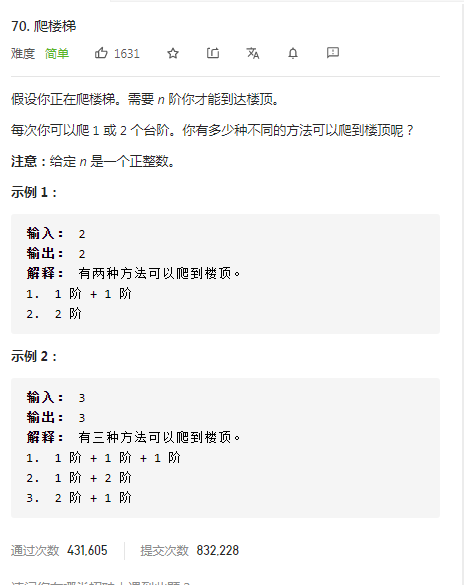 70. 爬楼梯
难度 简单 1631
假设你正在爬楼梯。需要 n 阶你才能到达楼顶。
每次你可以爬 1 或 2 个台阶。你有多少种不同的方法可以爬到楼顶呢？
注意：给定 n 是一个正整数。
示例 1：
输入： 2
输出： 2
解释： 有两种方法可以爬到楼顶。
1. 1 阶 + 1 阶
2. 2 阶
示例 2：
输入： 3
输出： 3
解释： 有三种方法可以爬到楼顶。
1. 1 阶 + 1 阶 + 1 阶
2. 1 阶 + 2 阶
3. 2 阶 + 1 阶
通过次数 431,605 提交次数 832,228